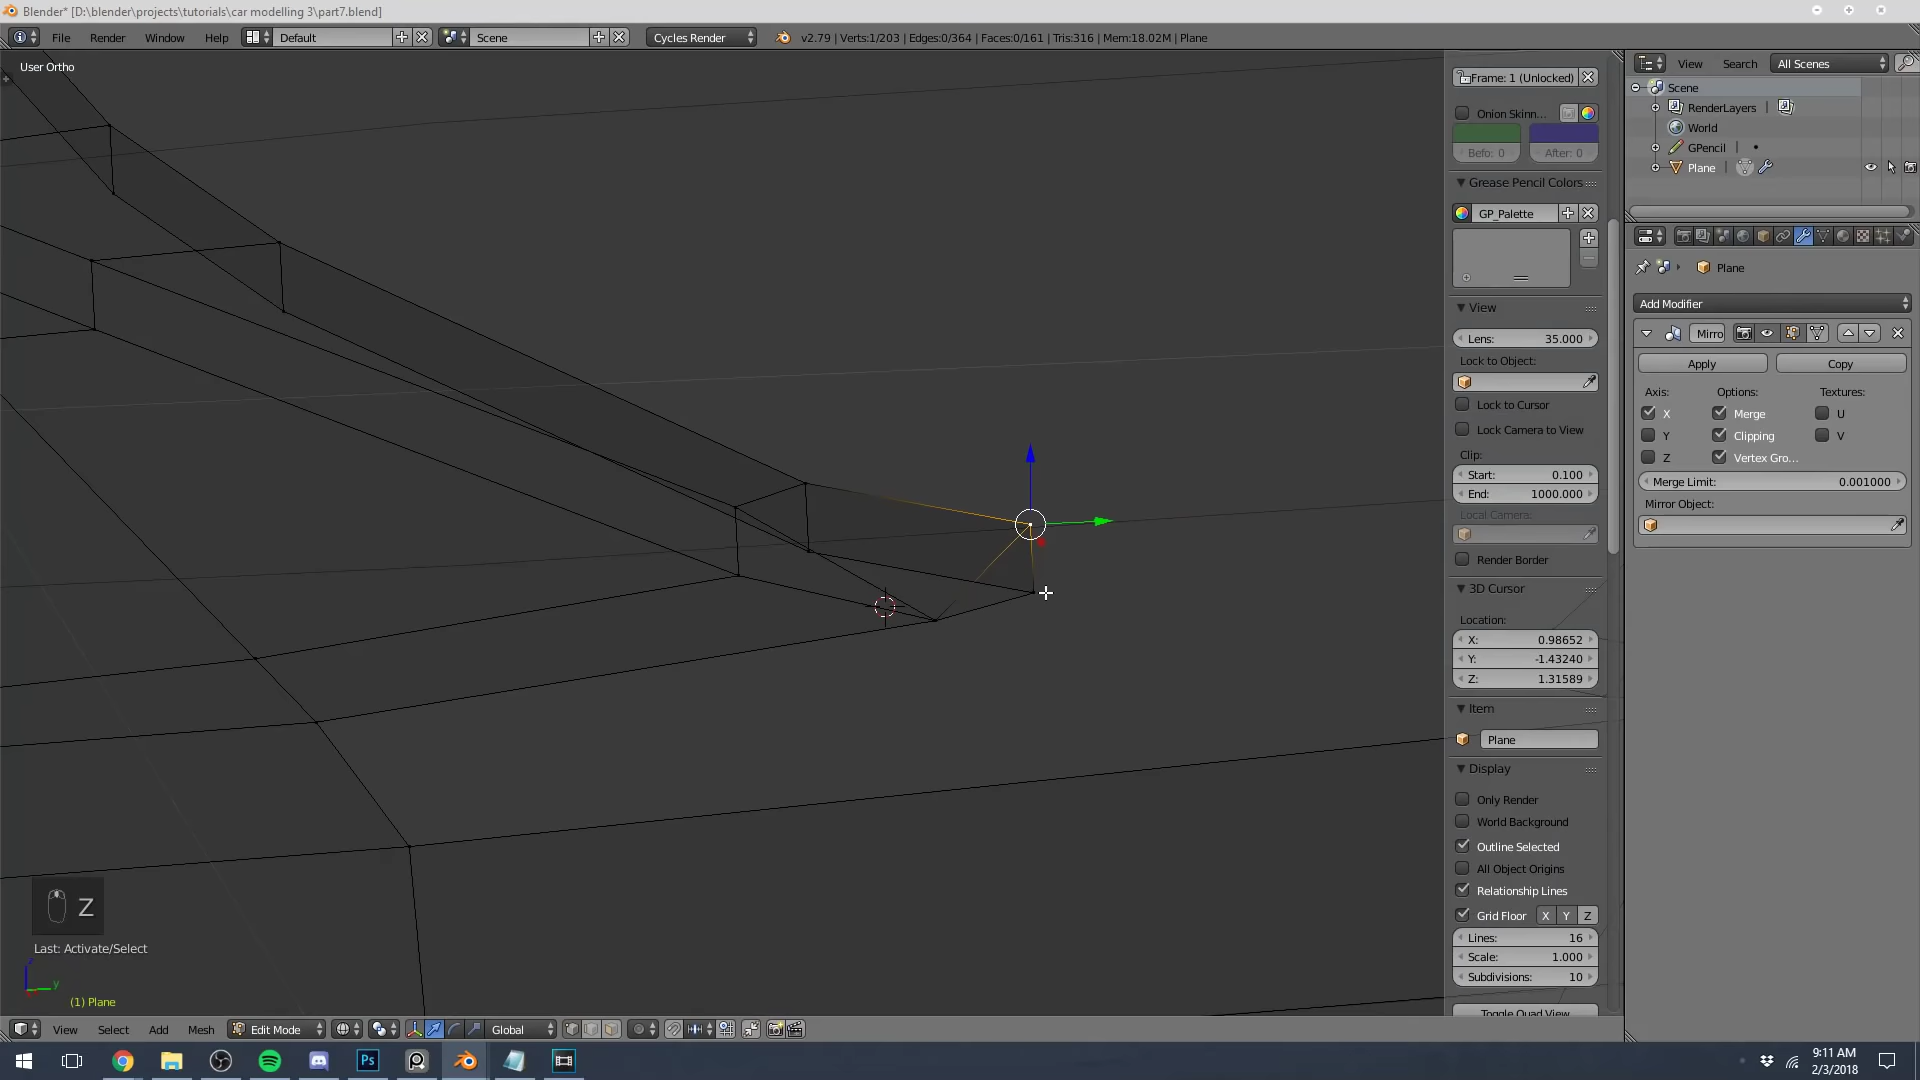 Blender* [D:\blender\projects\tutorials\car modelling 3\part7.blend]
File Render Window Help Default Scene Cycles Render v2.79 | Verts:1/203 | Edges:0/364 | Faces:0/161 | Tris:316 | Mem:18.02M | Plane
User Ortho
Frame: 1 (Unlocked)
Onion Skinn...
Befo: 0 After: 0
Grease Pencil Colors
GP_Palette
View
Lens: 35.000
Lock to Object:
Lock to Cursor
Lock Camera to View
Clip:
Start: 0.100
End: 1000.000
Local Camera:
Render Border
3D Cursor
Location:
X: 0.98652
Y: -1.43240
Z: 1.31589
Item
Plane
Display
Only Render
World Background
Outline Selected
All Object Origins
Relationship Lines
Grid Floor X Y Z
Lines: 16
Scale: 1.000
Subdivisions: 10
Toggle Quad View
View Search All Scenes
Scene
RenderLayers
World
GPencil
Plane
Plane
Add Modifier
Mirro
Apply Copy
Axis: Options: Textures:
X Merge U
Y Clipping V
Z Vertex Gro...
Merge Limit: 0.001000
Mirror Object:
Z
Last: Activate/Select
z
y
(1) Plane
View Select Add Mesh Edit Mode Global
Ps
9:11 AM
2/3/2018